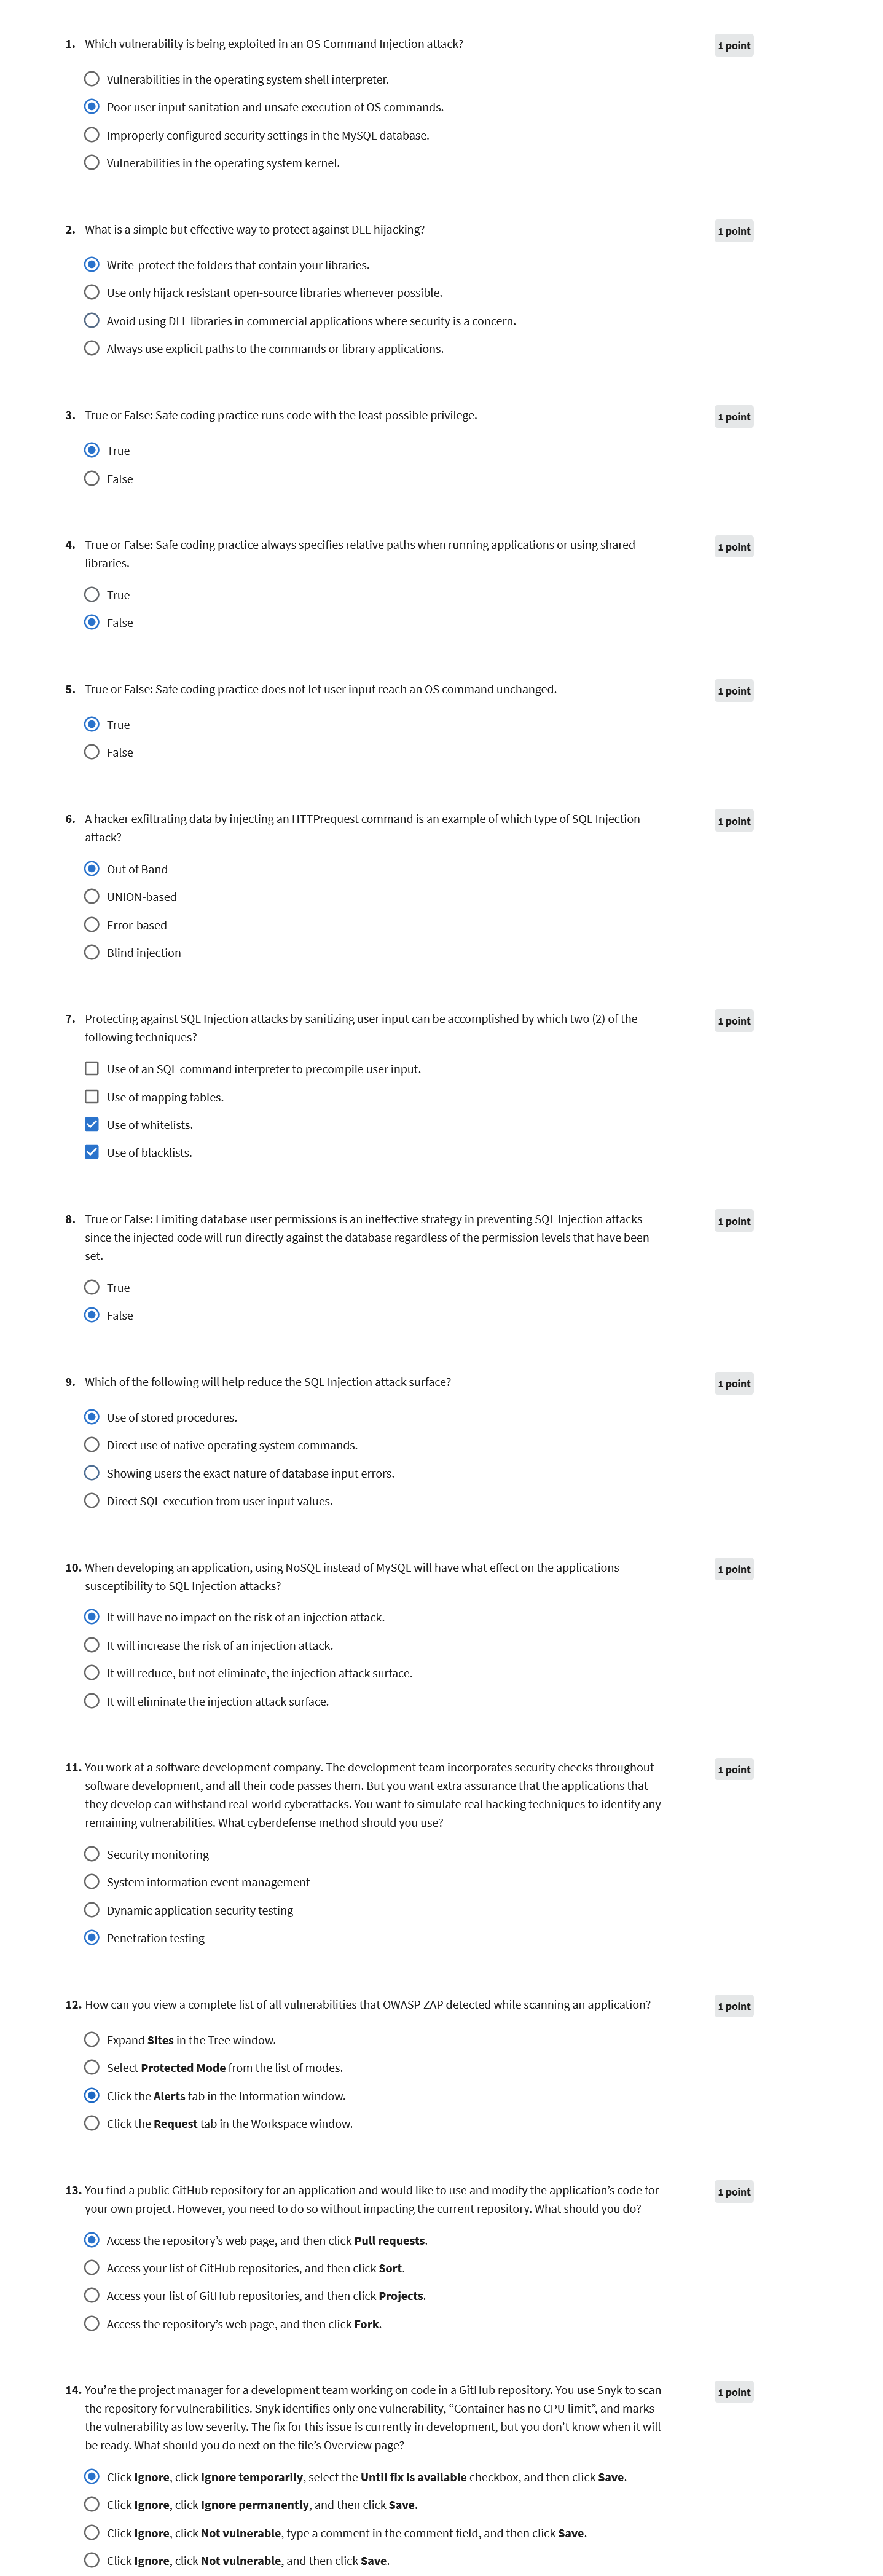 1. Which vulnerability is being exploited in an OS Command Injection attack?
1 point
Vulnerabilities in the operating system shell interpreter.
Poor user input sanitation and unsafe execution of OS commands.
Improperly configured security settings in the MySQL database.
Vulnerabilities in the operating system kernel.
2. What is a simple but effective way to protect against DLL hijacking?
1 point
Write-protect the folders that contain your libraries.
Use only hijack resistant open-source libraries whenever possible.
Avoid using DLL libraries in commercial applications where security is a concern.
Always use explicit paths to the commands or library applications.
3. True or False: Safe coding practice runs code with the least possible privilege.
1 point
True
False
4. True or False: Safe coding practice always specifies relative paths when running applications or using shared
libraries.
1 point
True
False
5. True or False: Safe coding practice does not let user input reach an OS command unchanged.
1 point
True
False
6. A hacker exfiltrating data by injecting an HTTPrequest command is an example of which type of SQL Injection
attack?
1 point
Out of Band
UNION-based
Error-based
Blind injection
7. Protecting against SQL Injection attacks by sanitizing user input can be accomplished by which two (2) of the
following techniques?
1 point
Use of an SQL command interpreter to precompile user input.
Use of mapping tables.
Use of whitelists.
Use of blacklists.
8. True or False: Limiting database user permissions is an ineffective strategy in preventing SQL Injection attacks
since the injected code will run directly against the database regardless of the permission levels that have been
set.
1 point
True
False
9. Which of the following will help reduce the SQL Injection attack surface?
1 point
Use of stored procedures.
Direct use of native operating system commands.
Showing users the exact nature of database input errors.
Direct SQL execution from user input values.
10. When developing an application, using NoSQL instead of MySQL will have what effect on the applications
susceptibility to SQL Injection attacks?
1 point
It will have no impact on the risk of an injection attack.
It will increase the risk of an injection attack.
It will reduce, but not eliminate, the injection attack surface.
It will eliminate the injection attack surface.
11. You work at a software development company. The development team incorporates security checks throughout
software development, and all their code passes them. But you want extra assurance that the applications that
they develop can withstand real-world cyberattacks. You want to simulate real hacking techniques to identify any
remaining vulnerabilities. What cyberdefense method should you use?
1 point
Security monitoring
System information event management
Dynamic application security testing
Penetration testing
12. How can you view a complete list of all vulnerabilities that OWASP ZAP detected while scanning an application?
1 point
Expand Sites in the Tree window.
Select Protected Mode from the list of modes.
Click the Alerts tab in the Information window.
Click the Request tab in the Workspace window.
13. You find a public GitHub repository for an application and would like to use and modify the application’s code for
your own project. However, you need to do so without impacting the current repository. What should you do?
1 point
Access the repository’s web page, and then click Pull requests.
Access your list of GitHub repositories, and then click Sort.
Access your list of GitHub repositories, and then click Projects.
Access the repository’s web page, and then click Fork.
14. You’re the project manager for a development team working on code in a GitHub repository. You use Snyk to scan
the repository for vulnerabilities. Snyk identifies only one vulnerability, “Container has no CPU limit”, and marks
the vulnerability as low severity. The fix for this issue is currently in development, but you don't know when it will
be ready. What should you do next on the file’s Overview page?
1 point
Click Ignore, click Ignore temporarily, select the Until fix is available checkbox, and then click Save.
Click Ignore, click Ignore permanently, and then click Save.
Click Ignore, click Not vulnerable, type a comment in the comment field, and then click Save.
Click Ignore, click Not vulnerable, and then click Save.